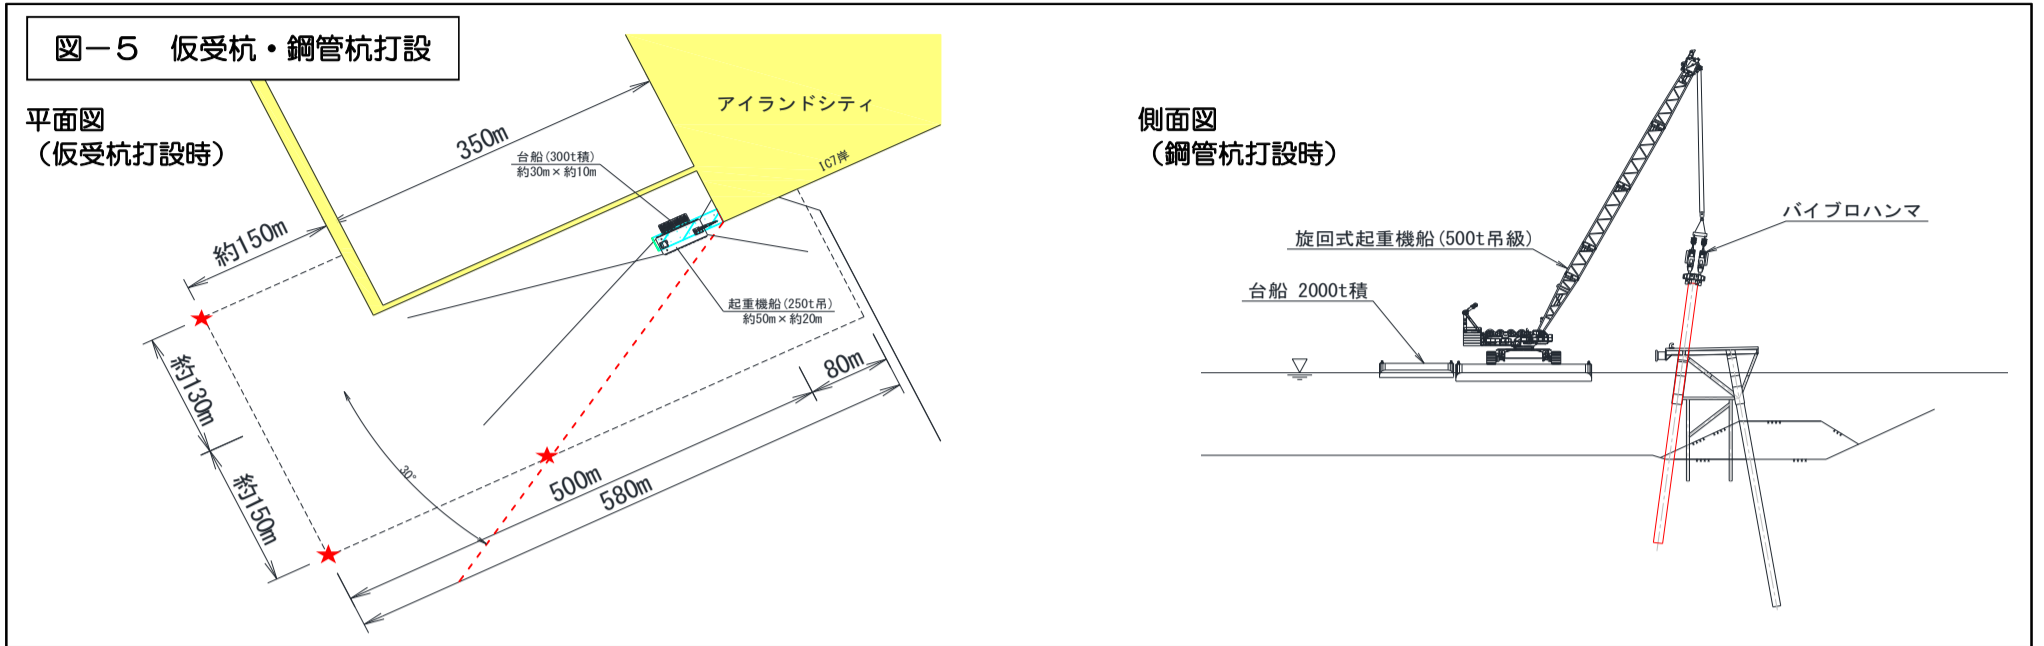 図－5 仮受杭・鋼管杭打設
平面図
（仮受杭打設時）
アイランドシティ
350m
台船(300t積)
約30m×約10m
IC7岸
約150m
起重機船(250t吊)
約50m×約20m
80m
約130m
30°
500m
580m
約150m
側面図
（鋼管杭打設時）
バイブロハンマ
旋回式起重機船(500t吊級)
台船 2000t積